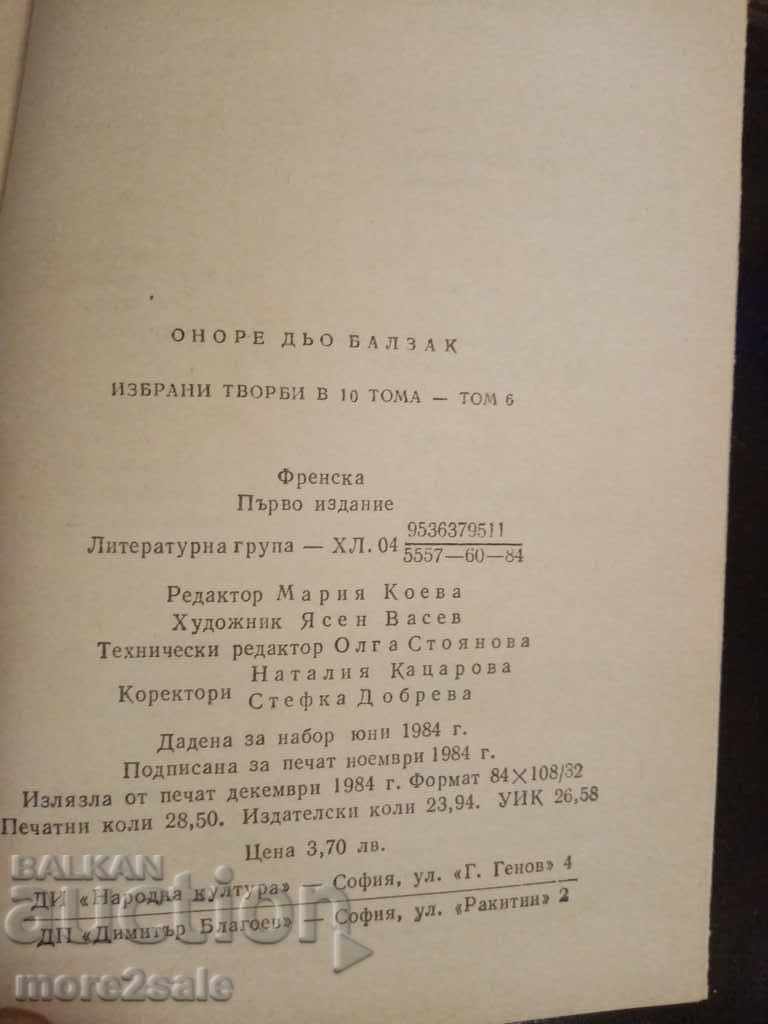 ОНОРЕ ДЬО БАЛЗАК
ИЗБРАНИ ТВОРБИ В 10 ТОМА — ТОМ 6
Френска
Първо издание
Литературна група — ХЛ. 04 9536379511
5557—60—84
Редактор Мария Коева
Художник Ясен Васев
Технически редактор Олга Стоянова
Коректори Наталия Кацарова
Стефка Добрева
Дадена за набор юни 1984 г.
Подписана за печат ноември 1984 г.
Излязла от печат декември 1984 г. Формат 84×108/32
Печатни коли 28,50. Издателски коли 23,94. УИК 26,58
Цена 3,70 лв.
ДИ «Народна култура» — София, ул. «Г. Генов» 4
ДП «Димитър Благоев» — София, ул. «Ракитин» 2
BALKAN
auction
more2sale